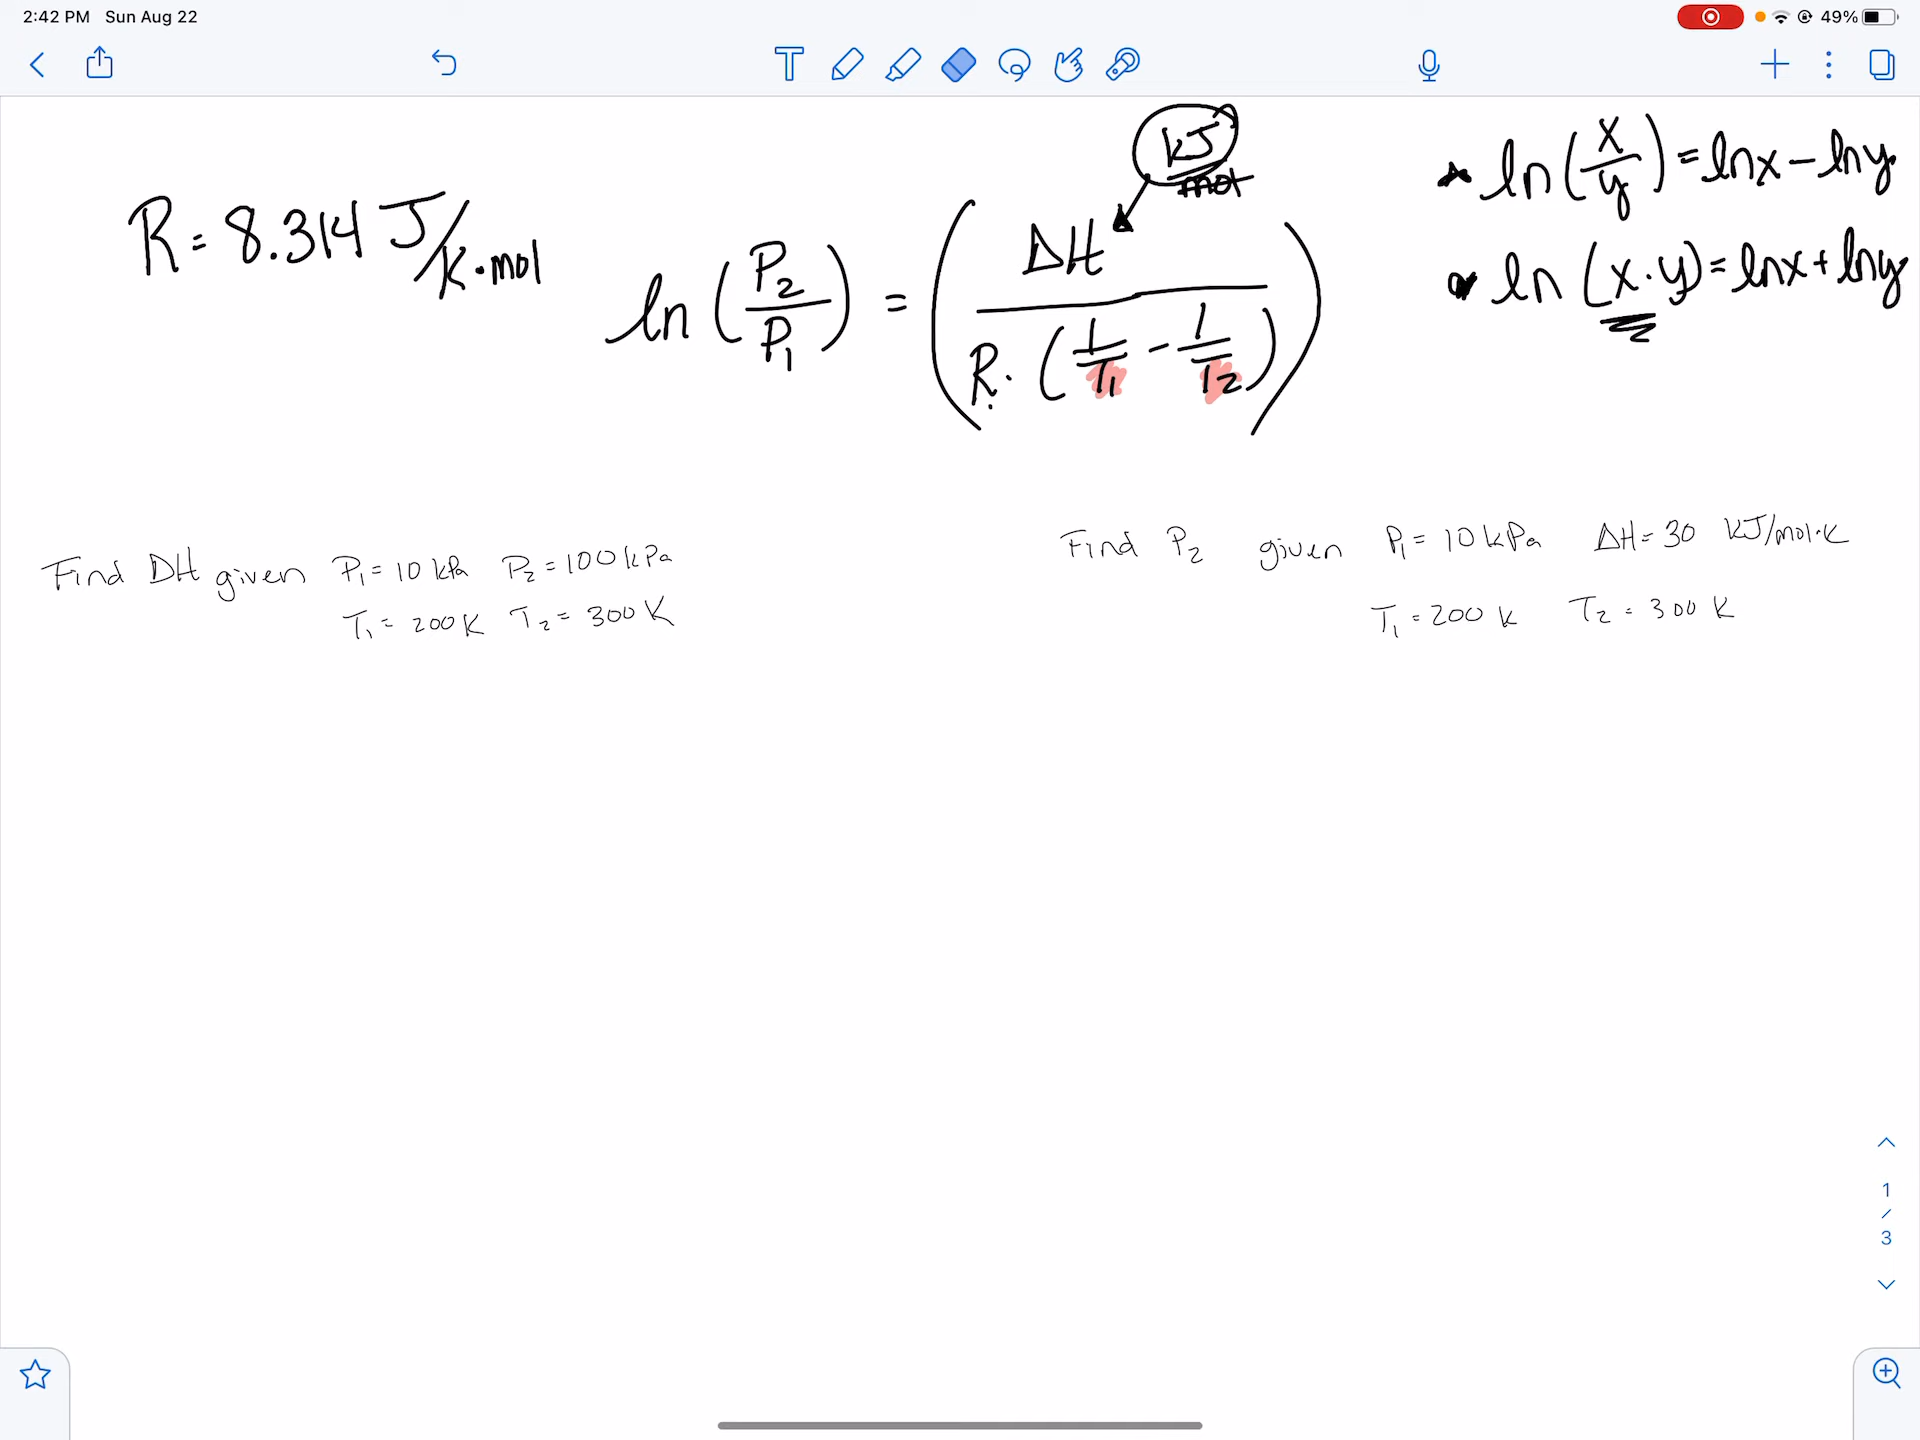 2:42 PM Sun Aug 22
49%
R = 8.314 J/K·mol
ln(P₂/P₁) = (ΔH/R·(1/T₁ - 1/T₂))
kJ/mol
ln(x/y) = lnx - lny
ln(x·y) = lnx + lny
Find DH given P₁ = 10 kPa P₂ = 100 kPa
T₁ = 200 K T₂ = 300 K
Find P₂ given P₁ = 10 kPa ΔH = 30 KJ/mol·K
T₁ = 200 K T₂ = 300 K
1
/
3